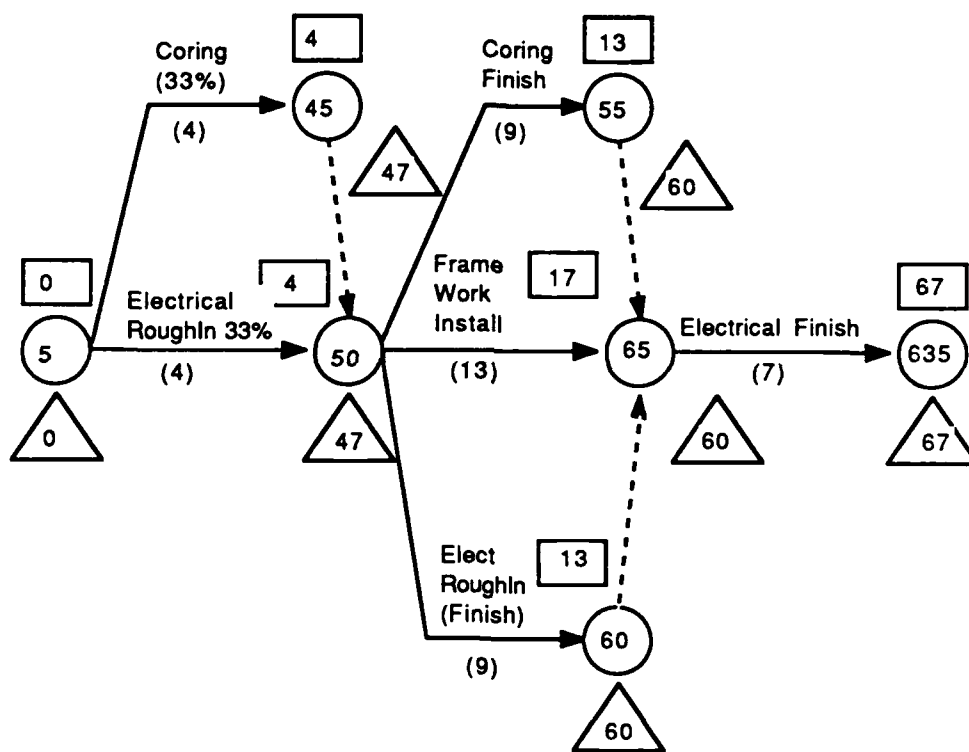 4
13
Coring
(33%)
Coring
Finish
45
55
(4)
(9)
47
60
0
4
Frame
Work
Install
17
67
Electrical
RoughIn 33%
Electrical Finish
5
50
65
635
(4)
(13)
(7)
0
47
60
67
Elect
RoughIn
(Finish)
13
60
(9)
60